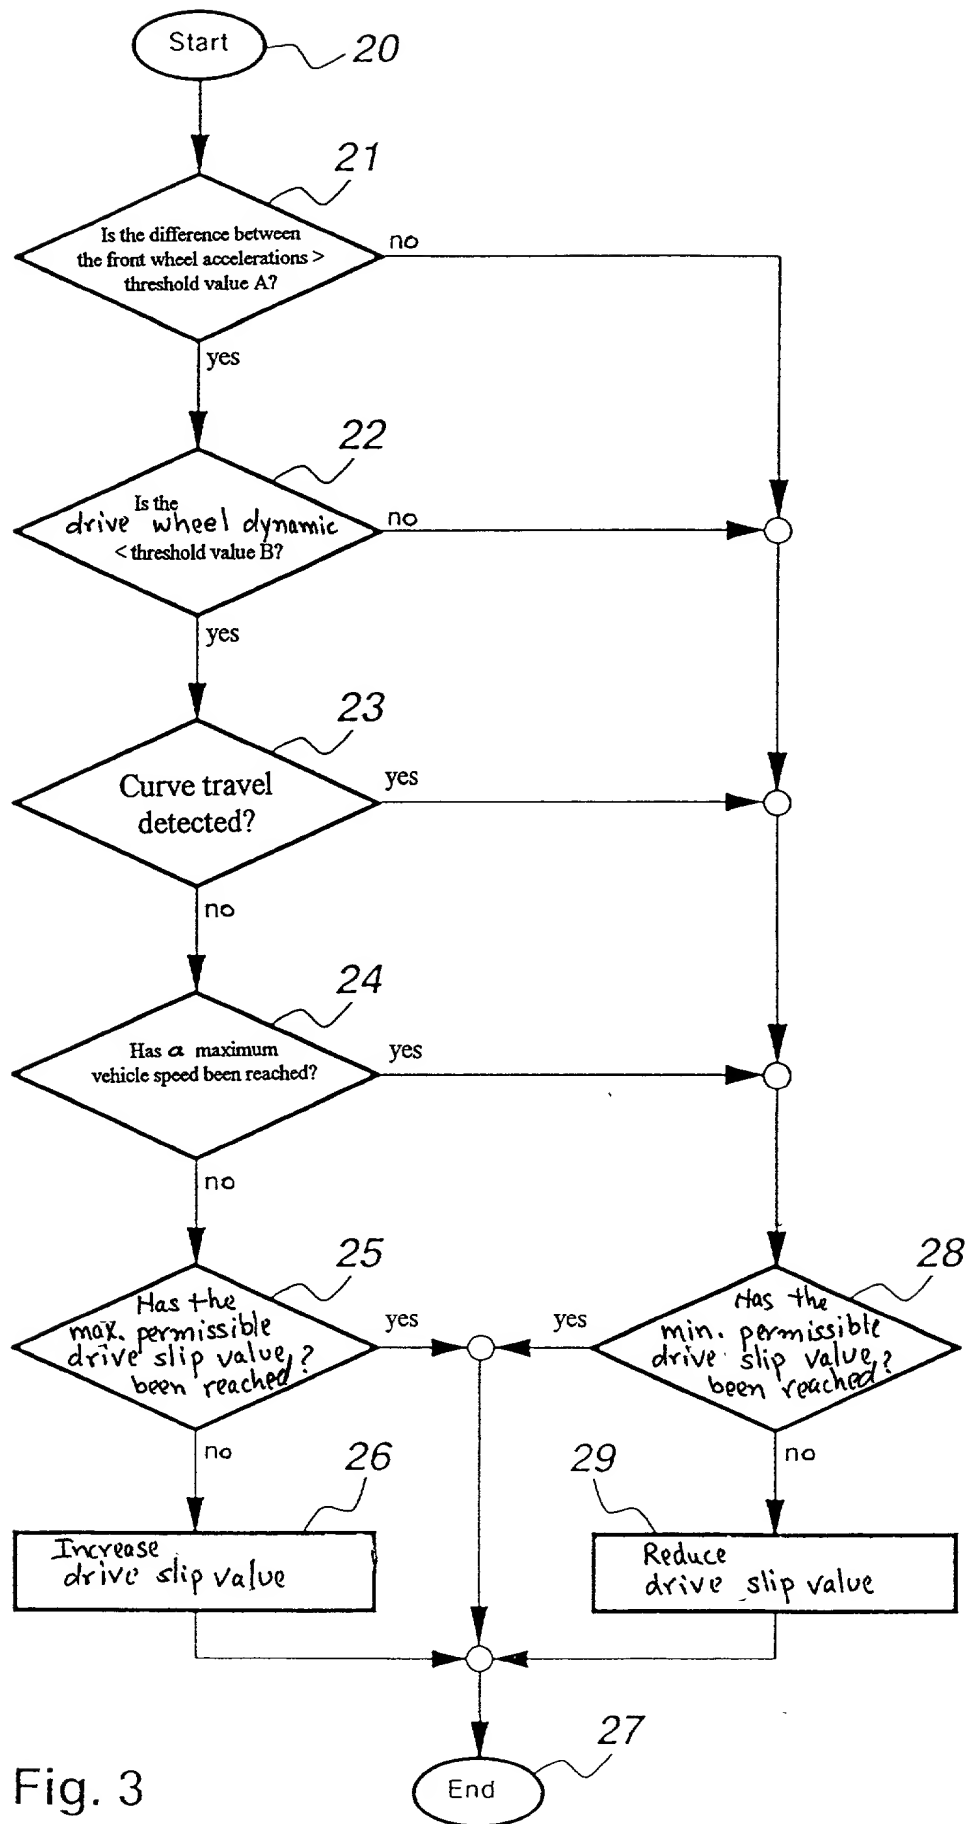 Start
20
21
Is the difference between
the front wheel accelerations >
threshold value A?
no
yes
22
Is the
drive wheel dynamic
< threshold value B?
no
yes
23
Curve travel
detected?
yes
no
24
Has a maximum
vehicle speed been reached?
yes
no
25
Has the
max. permissible
drive slip value
been reached?
yes
no
28
Has the
min. permissible
drive slip value
been reached?
yes
no
26
Increase
drive slip value
29
Reduce
drive slip value
27
End
Fig. 3